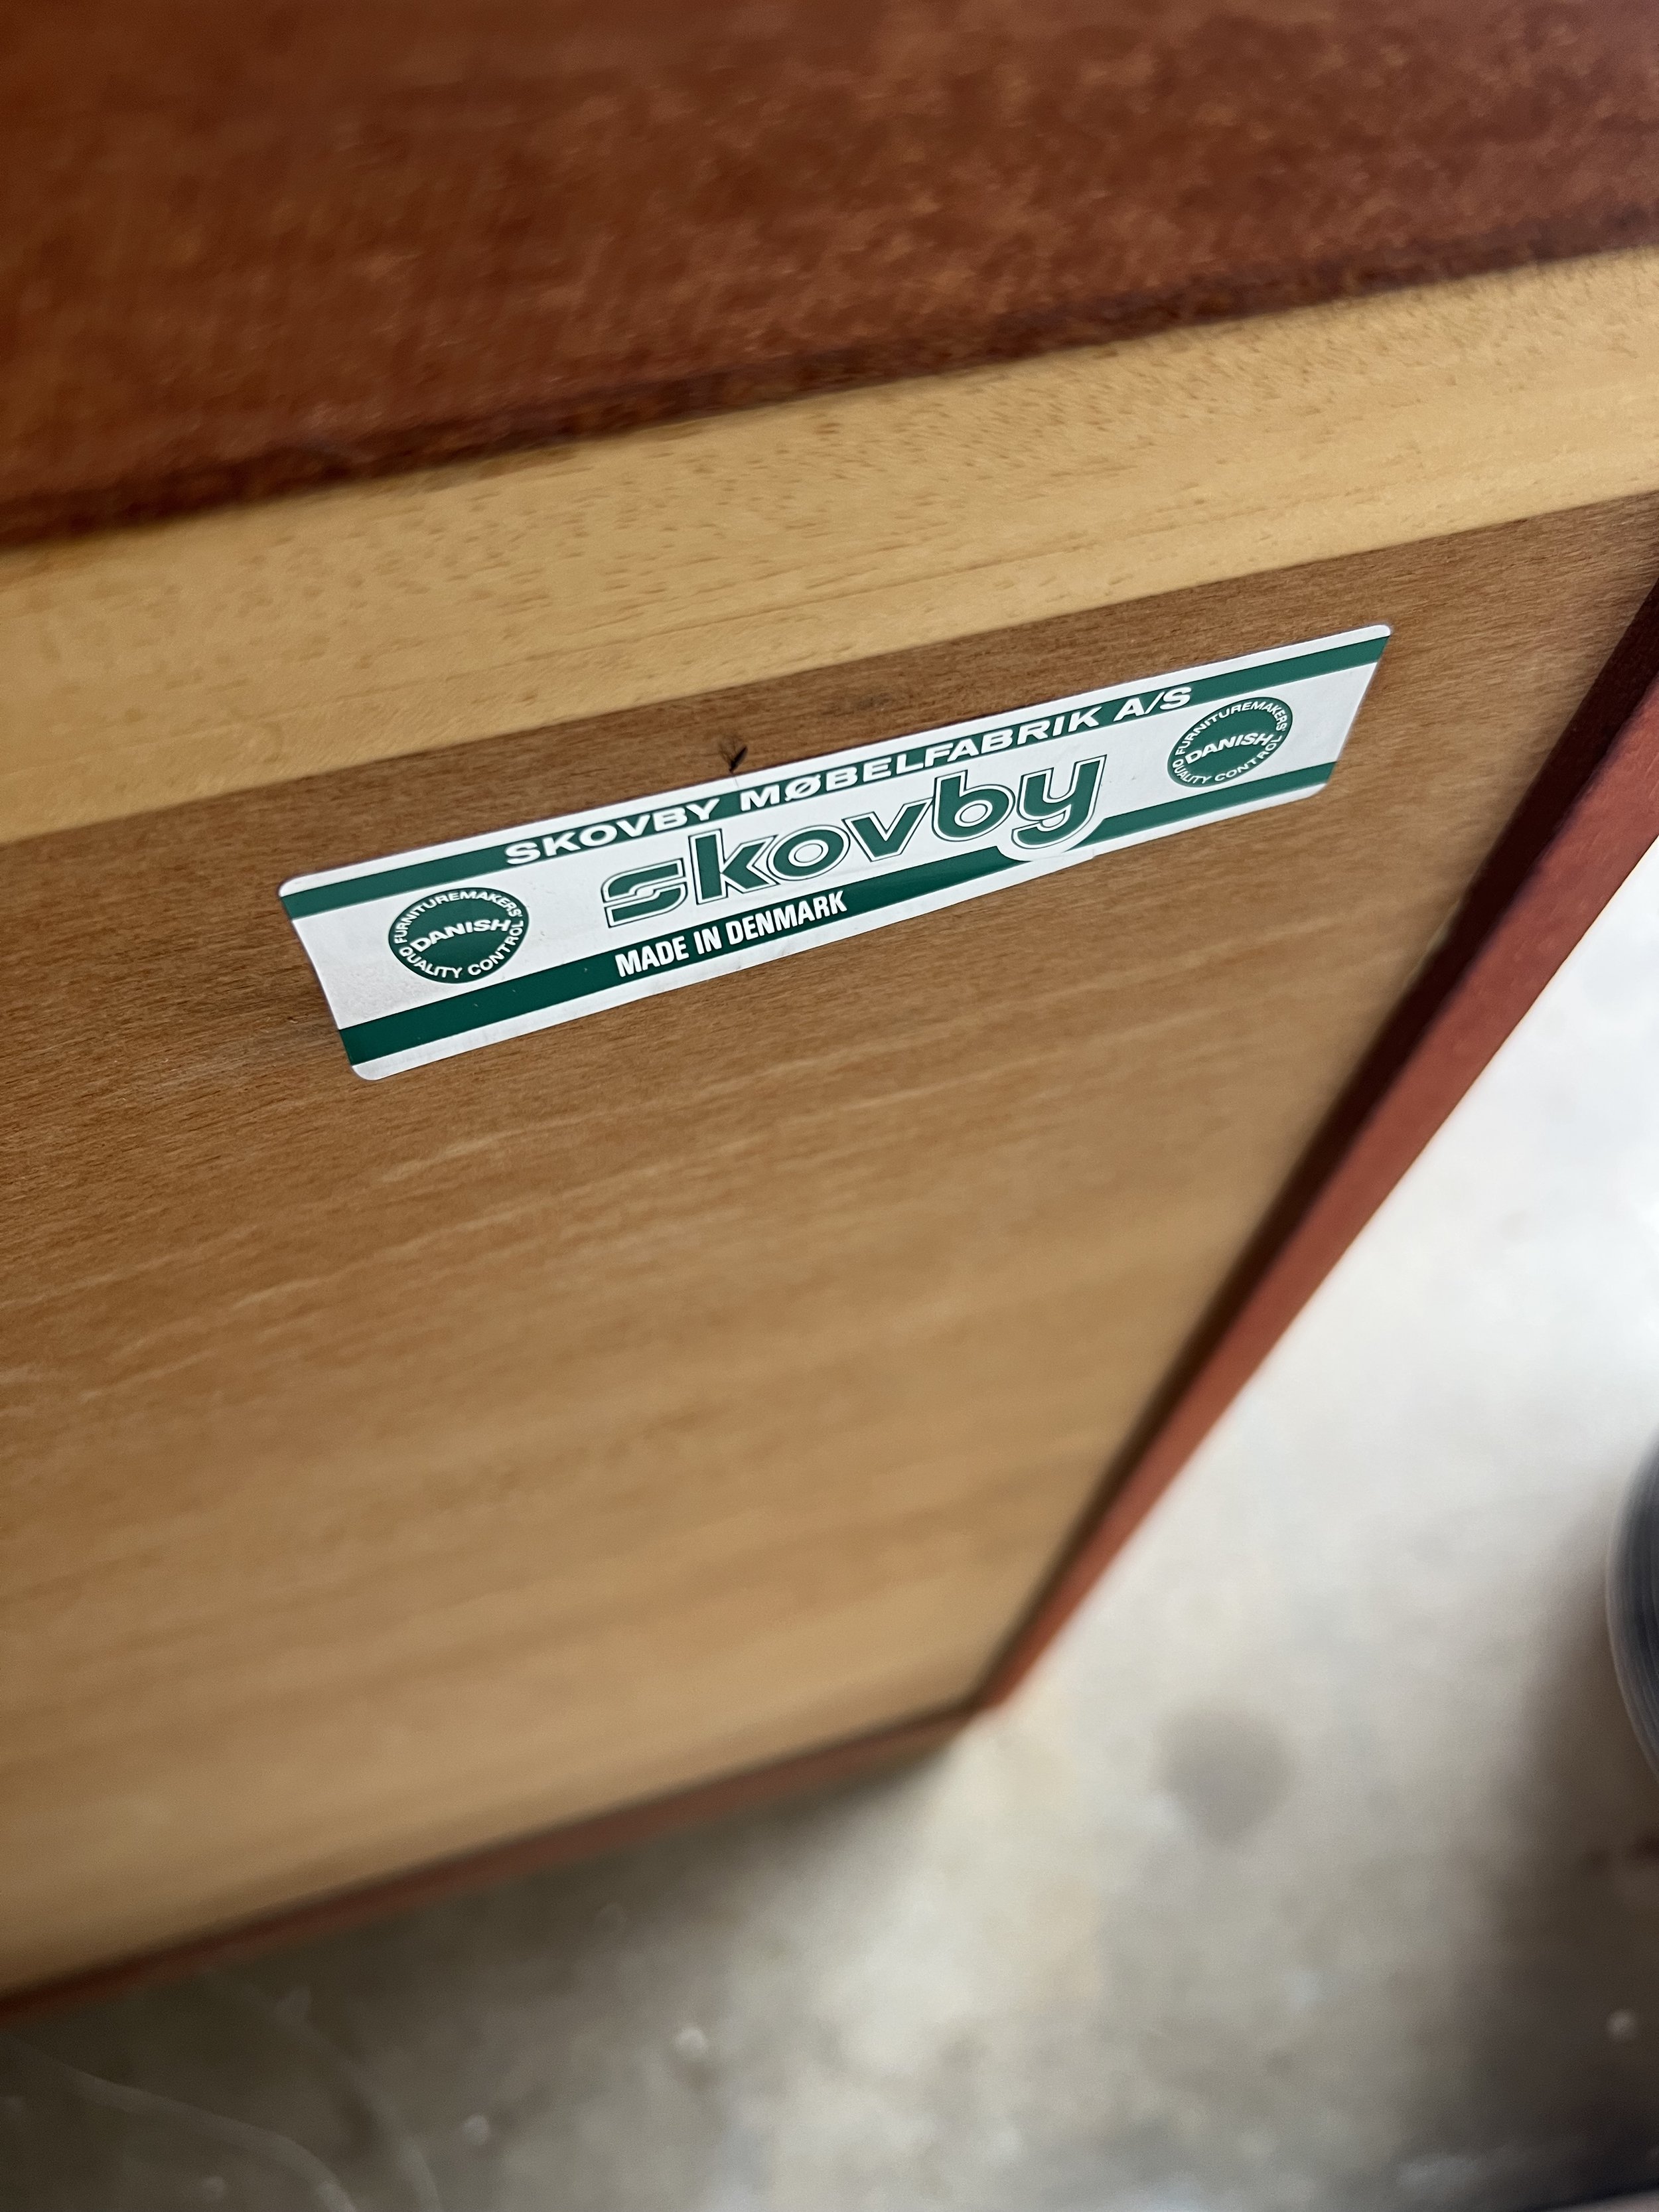 SKOVBY MØBELFABRIK A/S
FURNITUREMAKERS'
DANISH
QUALITY CONTROL
skovby
FURNITUREMAKERS'
DANISH
QUALITY CONTROL
MADE IN DENMARK